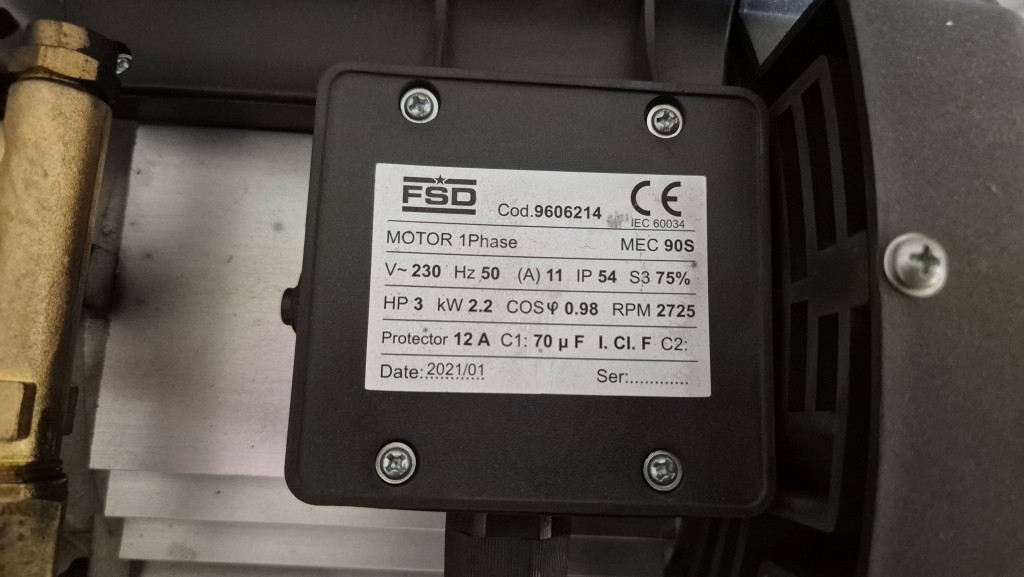 FSD Cod.9606214 CE
IEC 60034
MOTOR 1Phase MEC 90S
V~ 230 Hz 50 (A) 11 IP 54 S3 75%
HP 3 kW 2.2 COSφ 0.98 RPM 2725
Protector 12 A C1: 70 µ F I. Cl. F C2:
Date:.2021/01 Ser:............